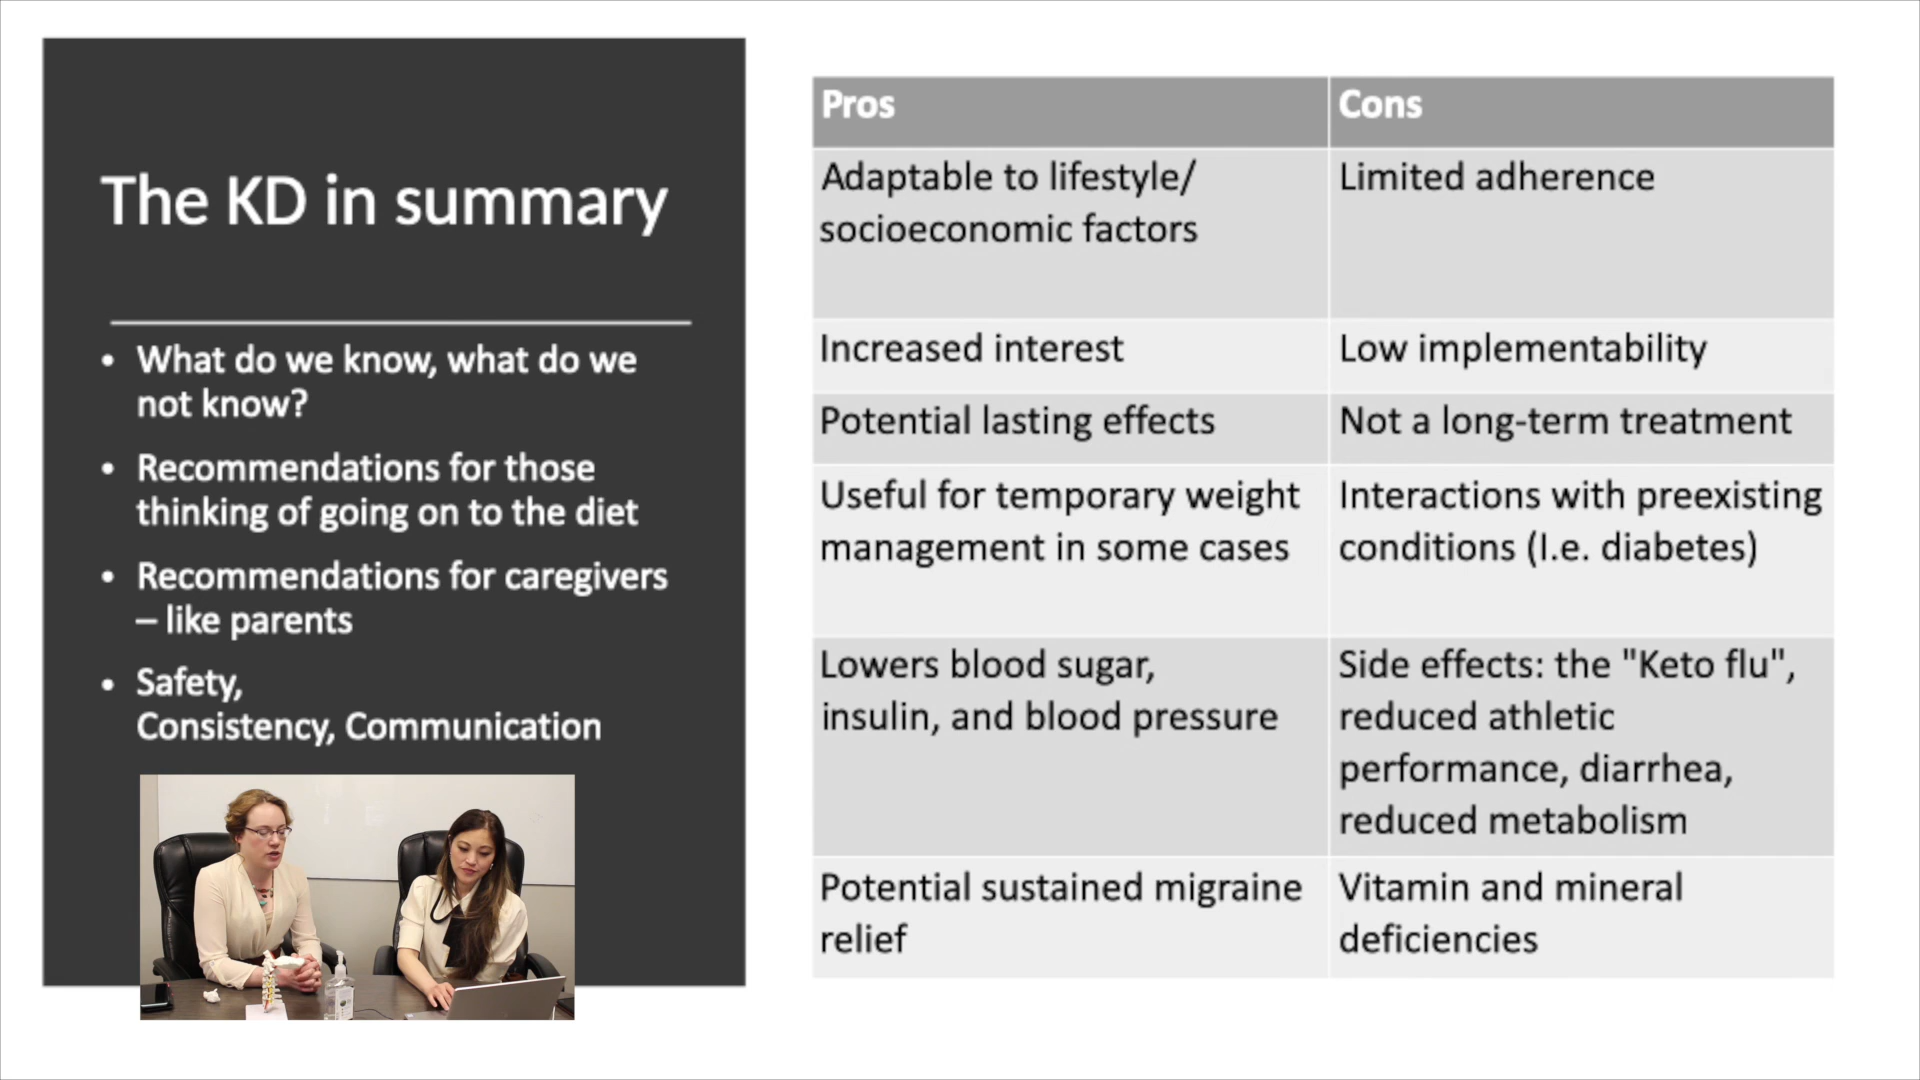 The KD in summary
• What do we know, what do we
not know?
• Recommendations for those
thinking of going on to the diet
• Recommendations for caregivers
– like parents
• Safety,
Consistency, Communication
Pros
Cons
Adaptable to lifestyle/
socioeconomic factors
Limited adherence
Increased interest
Low implementability
Potential lasting effects
Not a long-term treatment
Useful for temporary weight
management in some cases
Interactions with preexisting
conditions (I.e. diabetes)
Lowers blood sugar,
insulin, and blood pressure
Side effects: the "Keto flu",
reduced athletic
performance, diarrhea,
reduced metabolism
Potential sustained migraine
relief
Vitamin and mineral
deficiencies